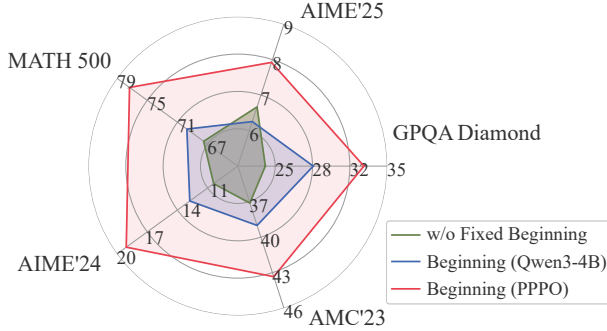 AIME'25
9
8
7
6
MATH 500
79
75
71
67
GPQA Diamond
25
28
32
35
11
14
17
20
AIME'24
37
40
43
46
AMC'23
w/o Fixed Beginning
Beginning (Qwen3-4B)
Beginning (PPPO)